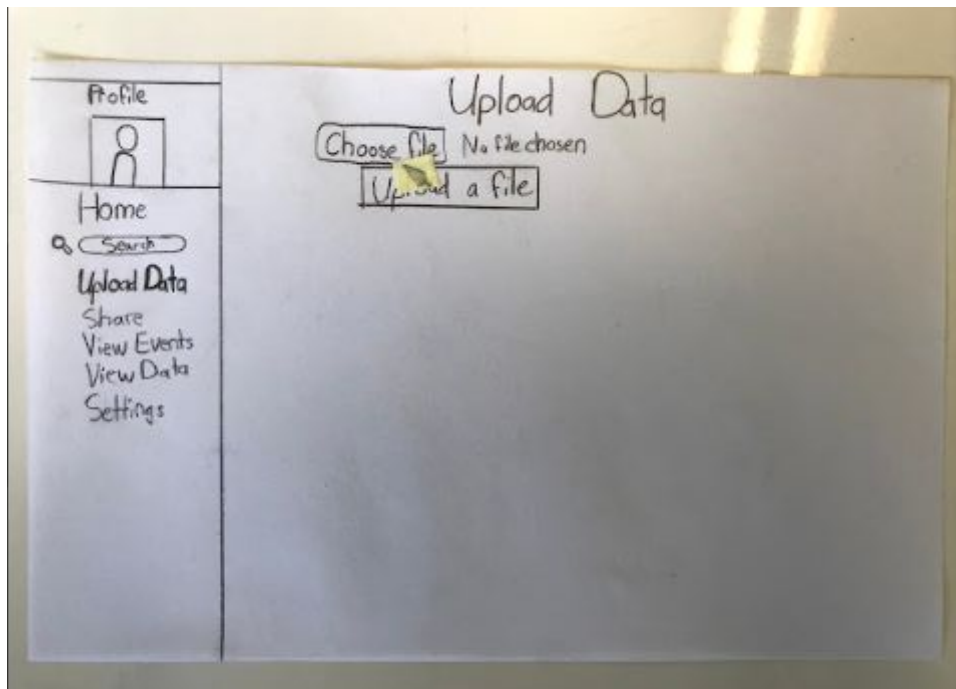 Profile
Home
Search
Upload Data
Share
View Events
View Data
Settings
Upload Data
Choose file No file chosen
Upload a file